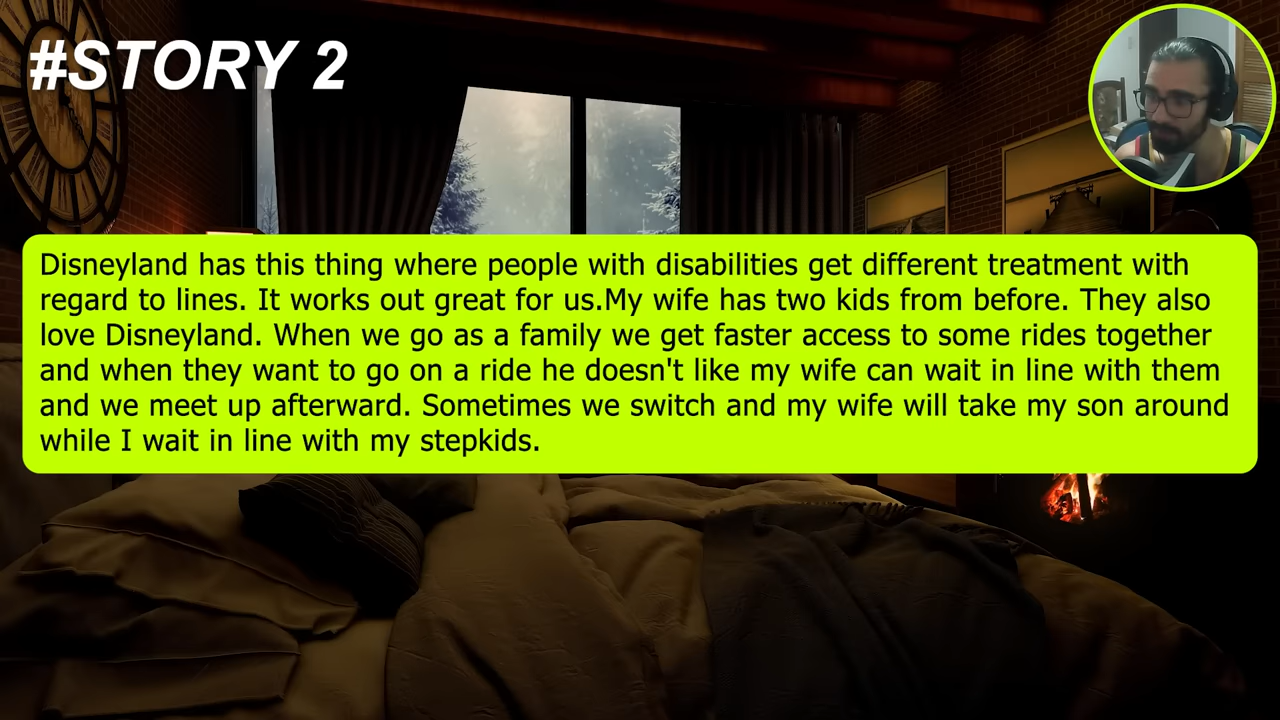 #STORY 2
Disneyland has this thing where people with disabilities get different treatment with
regard to lines. It works out great for us.My wife has two kids from before. They also
love Disneyland. When we go as a family we get faster access to some rides together
and when they want to go on a ride he doesn't like my wife can wait in line with them
and we meet up afterward. Sometimes we switch and my wife will take my son around
while I wait in line with my stepkids.